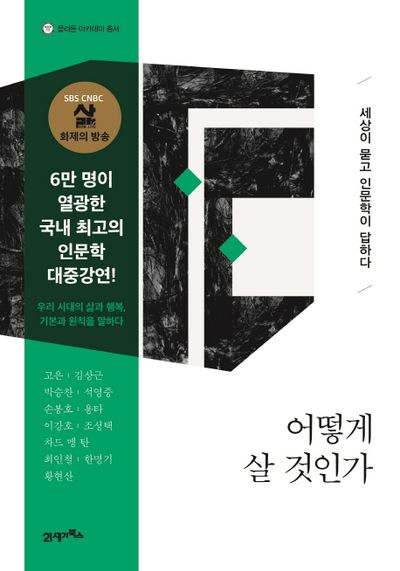 플라톤 아카데미 총서
SBS CNBC
삶
화제의 방송
6만 명이
열광한
국내 최고의
인문학
대중강연!
우리 시대의 삶과 행복,
기본과 원칙을 말하다
세상이 묻고 인문학이 답하다
고은 | 김상근
박승찬 | 석영중
손봉호 | 용타
이강호 | 조성택
차드 멩 탄
최인철 | 한명기
황현산
어떻게
살 것인가
21세기북스